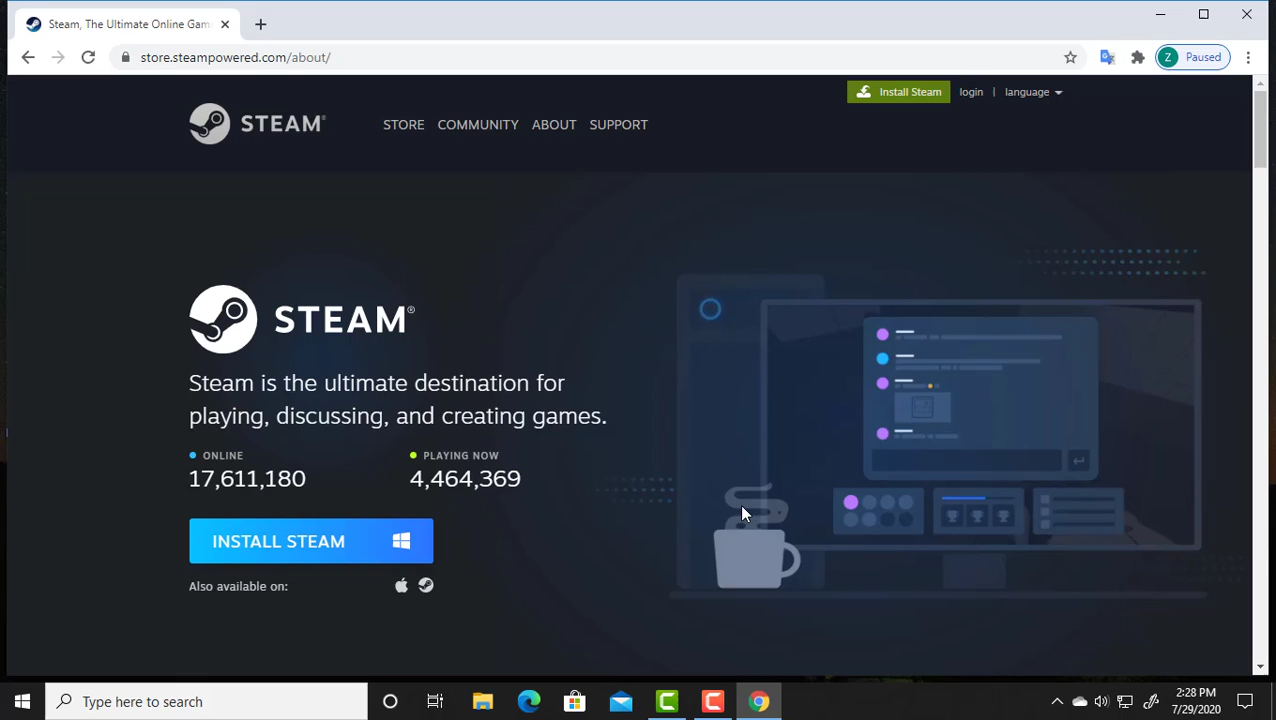 Steam, The Ultimate Online Gam
store.steampowered.com/about/
Z Paused
Install Steam login | language
STEAM®
STORE COMMUNITY ABOUT SUPPORT
STEAM®
Steam is the ultimate destination for
playing, discussing, and creating games.
ONLINE PLAYING NOW
17,611,180 4,464,369
INSTALL STEAM
Also available on:
Type here to search
2:28 PM
7/29/2020